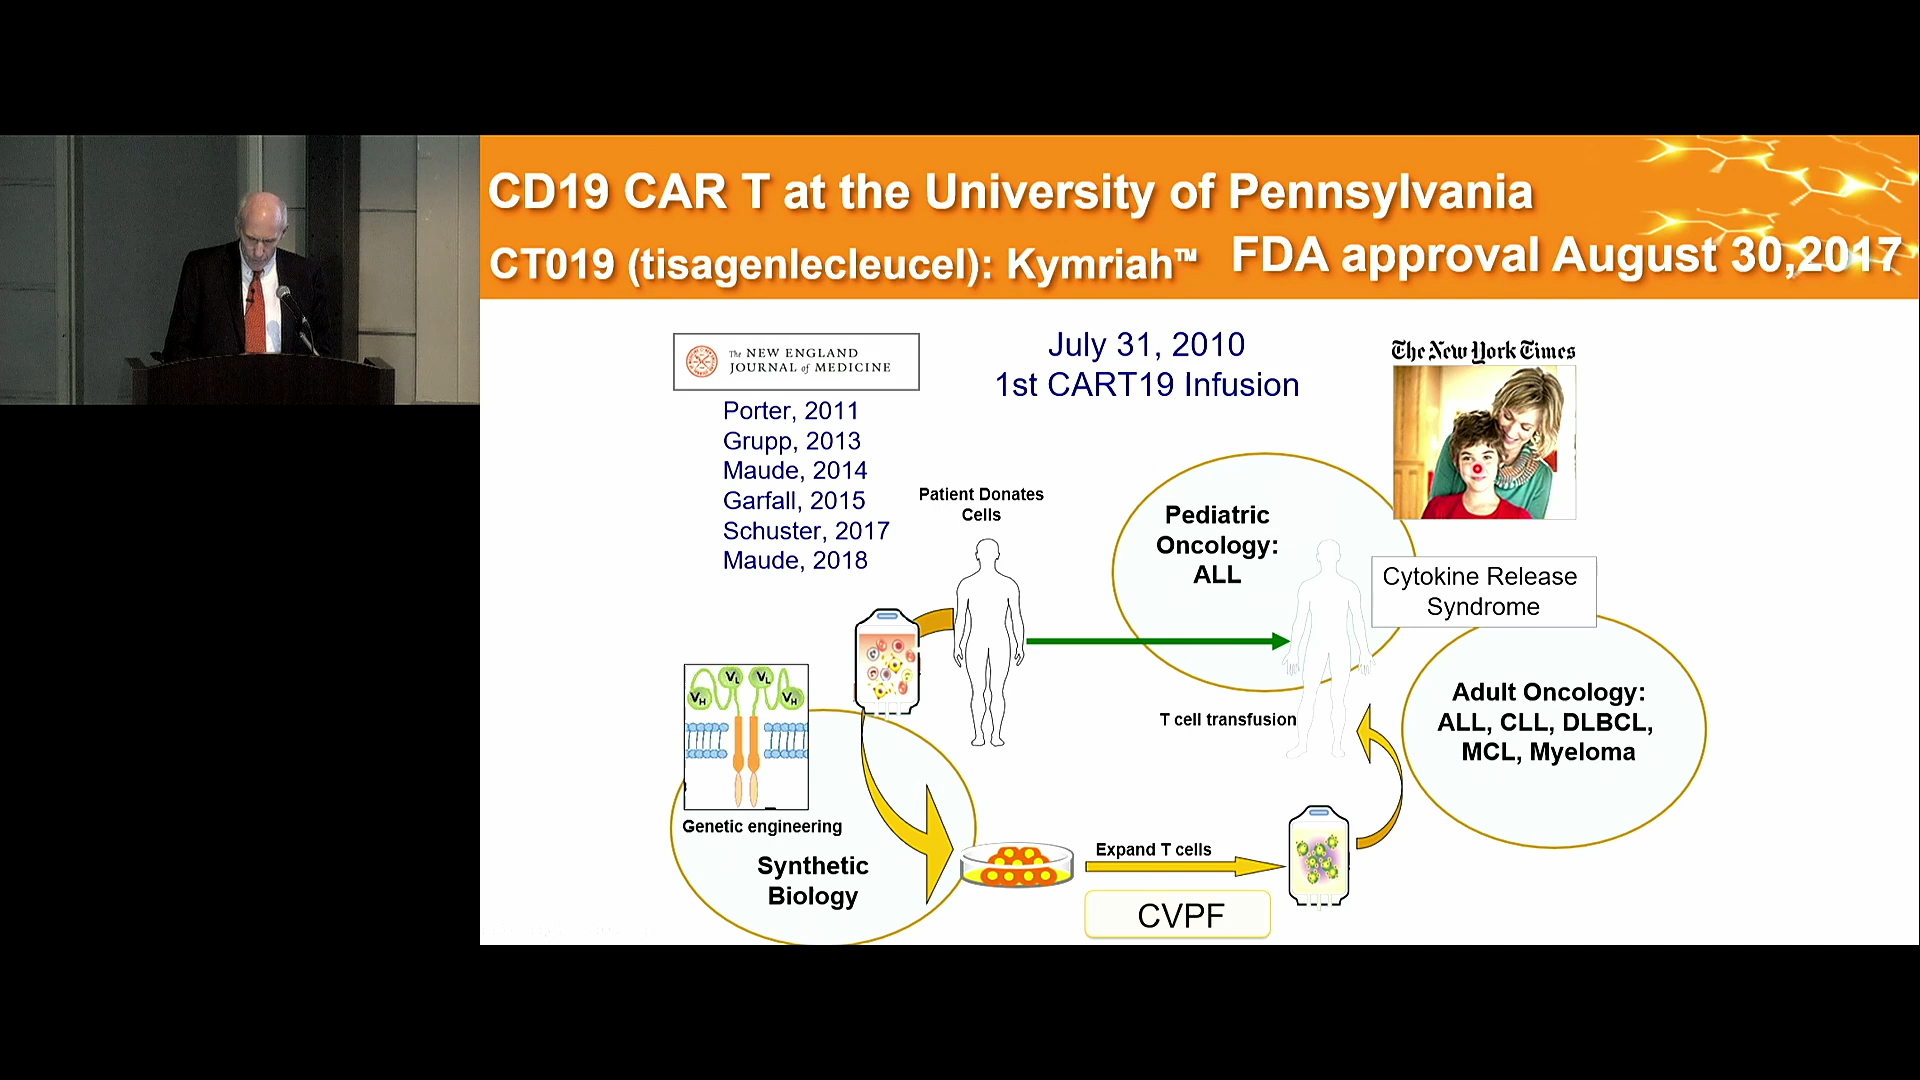 CD19 CAR T at the University of Pennsylvania
CT019 (tisagenlecleucel): Kymriah™ FDA approval August 30,2017
The NEW ENGLAND
JOURNAL of MEDICINE
Porter, 2011
Grupp, 2013
Maude, 2014
Garfall, 2015
Schuster, 2017
Maude, 2018
July 31, 2010
1st CART19 Infusion
The New York Times
Patient Donates
Cells
Pediatric
Oncology:
ALL
Cytokine Release
Syndrome
Adult Oncology:
ALL, CLL, DLBCL,
MCL, Myeloma
T cell transfusion
VH
VL
VL
VH
Genetic engineering
Synthetic
Biology
Expand T cells
CVPF